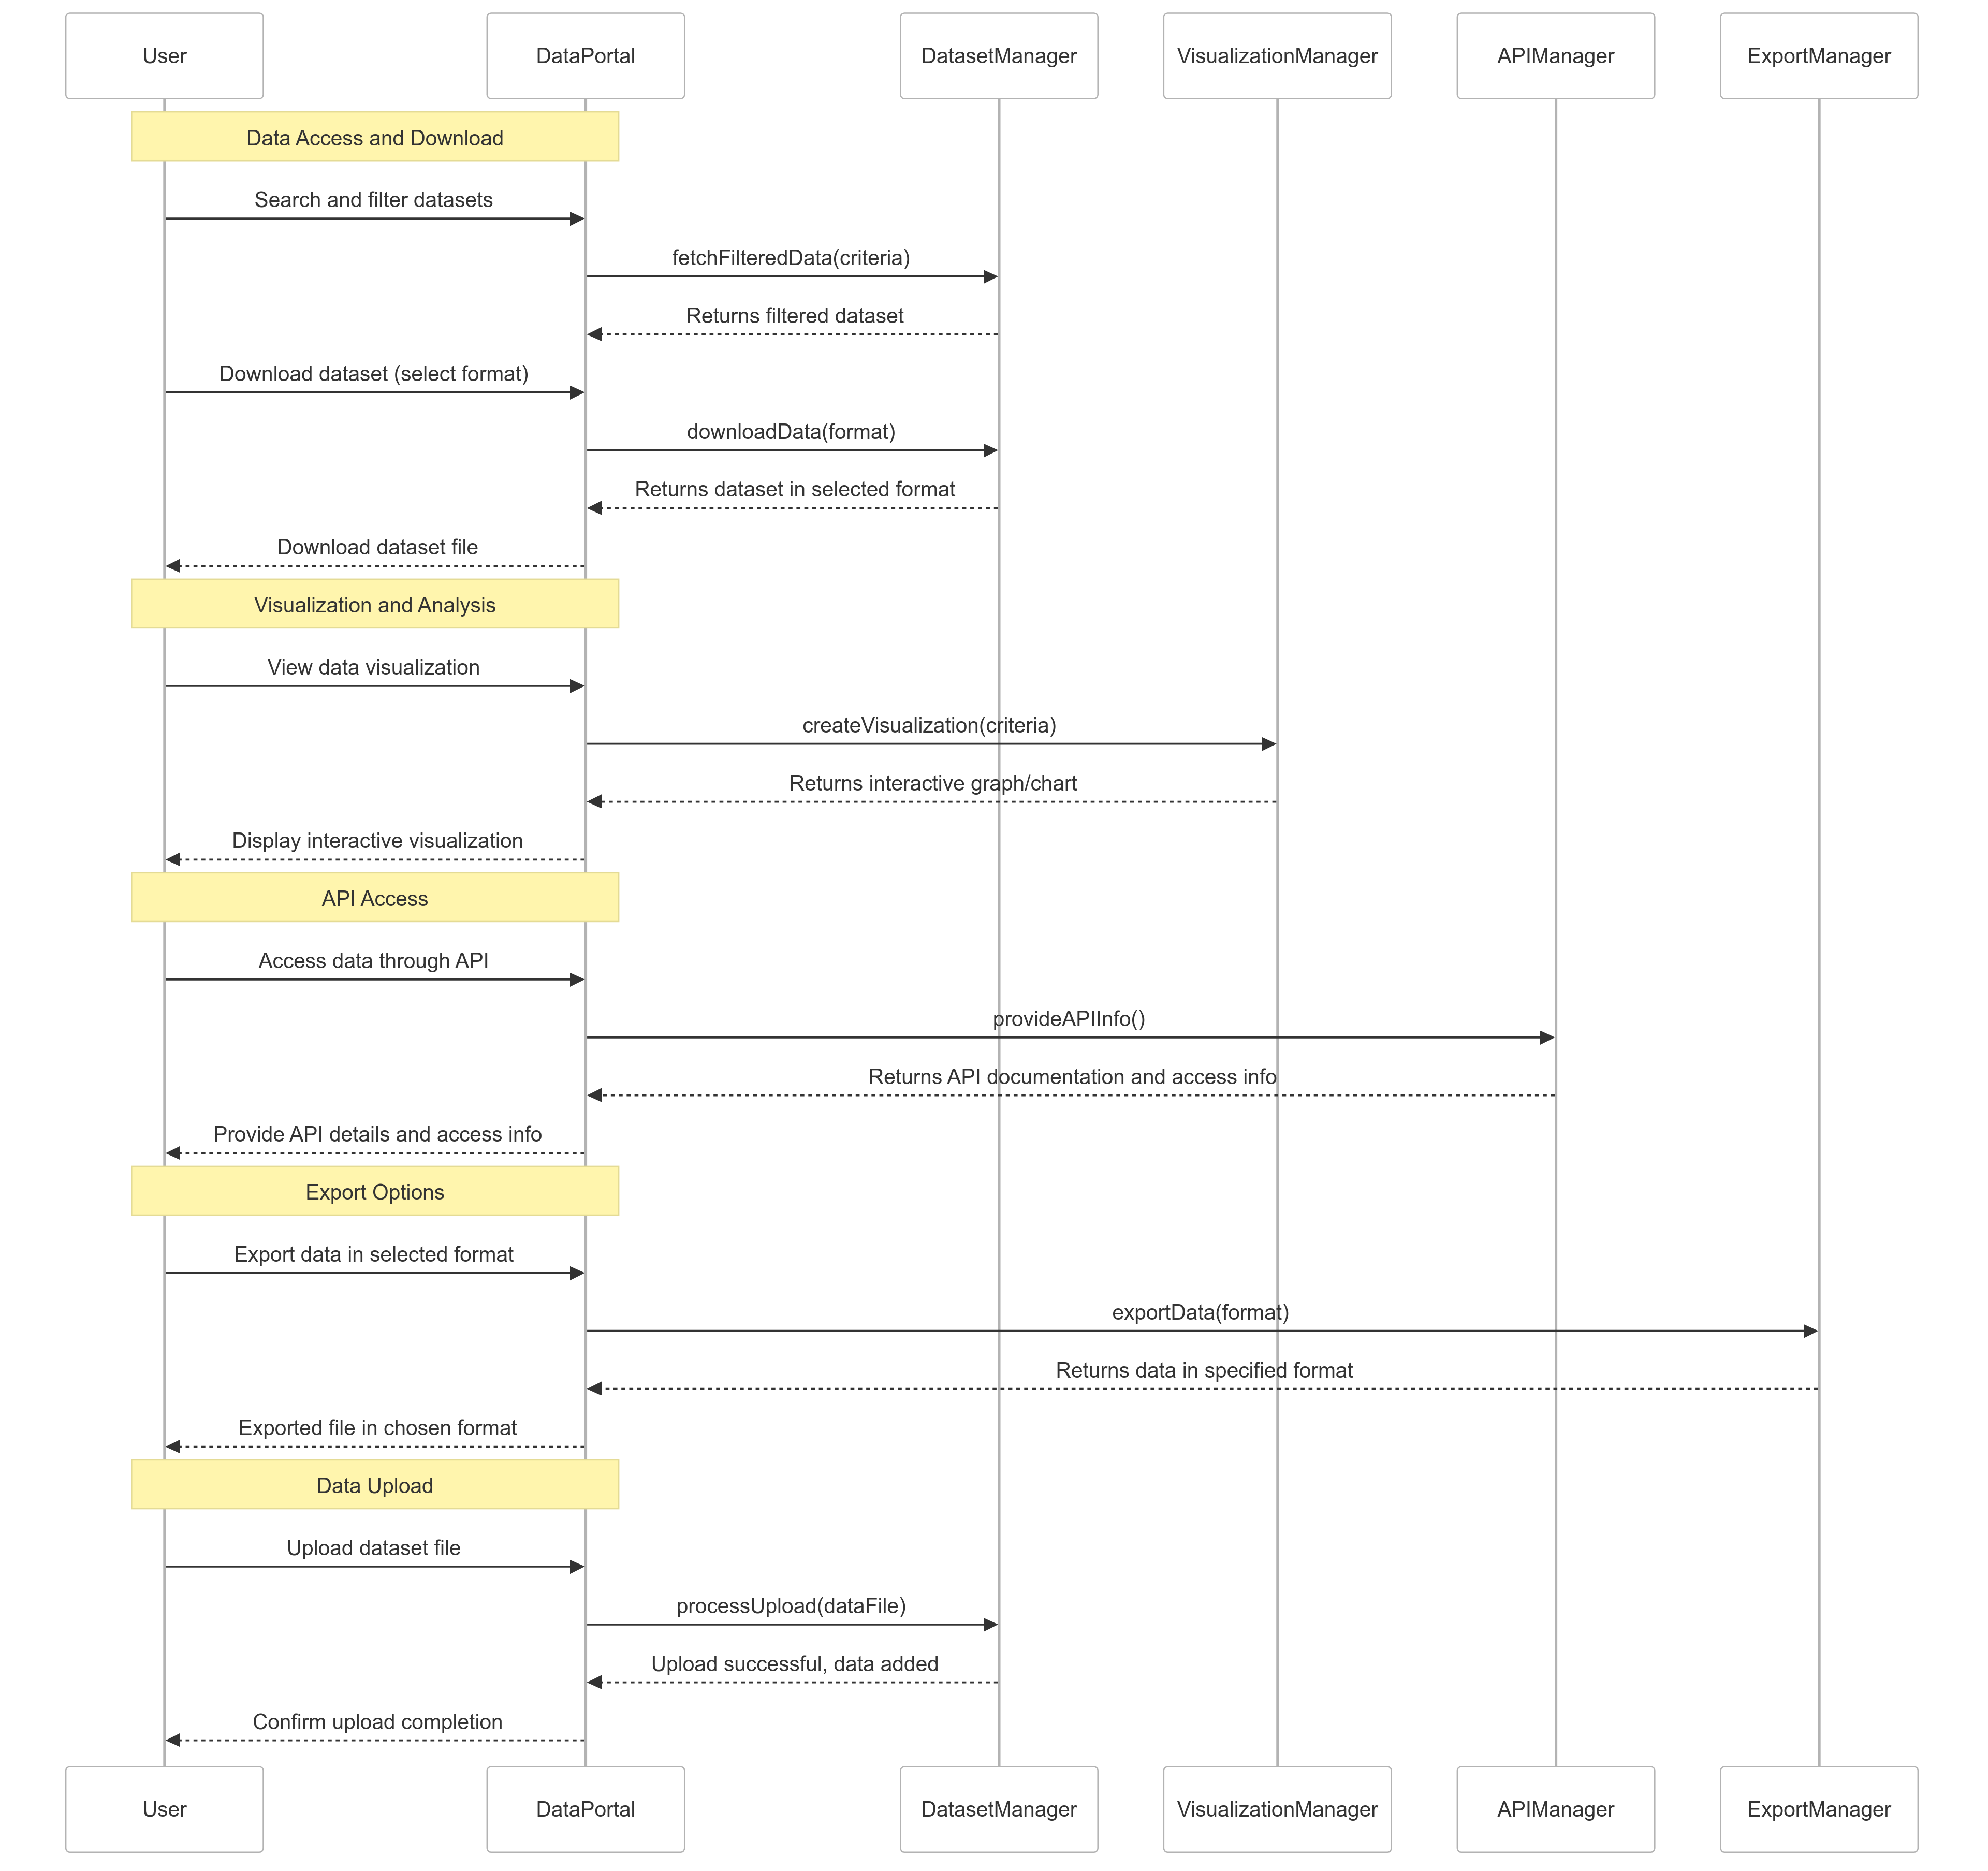 User
DataPortal
DatasetManager
VisualizationManager
APIManager
ExportManager
Data Access and Download
Search and filter datasets
fetchFilteredData(criteria)
Returns filtered dataset
Download dataset (select format)
downloadData(format)
Returns dataset in selected format
Download dataset file
Visualization and Analysis
View data visualization
createVisualization(criteria)
Returns interactive graph/chart
Display interactive visualization
API Access
Access data through API
provideAPIInfo()
Returns API documentation and access info
Provide API details and access info
Export Options
Export data in selected format
exportData(format)
Returns data in specified format
Exported file in chosen format
Data Upload
Upload dataset file
processUpload(dataFile)
Upload successful, data added
Confirm upload completion
User
DataPortal
DatasetManager
VisualizationManager
APIManager
ExportManager